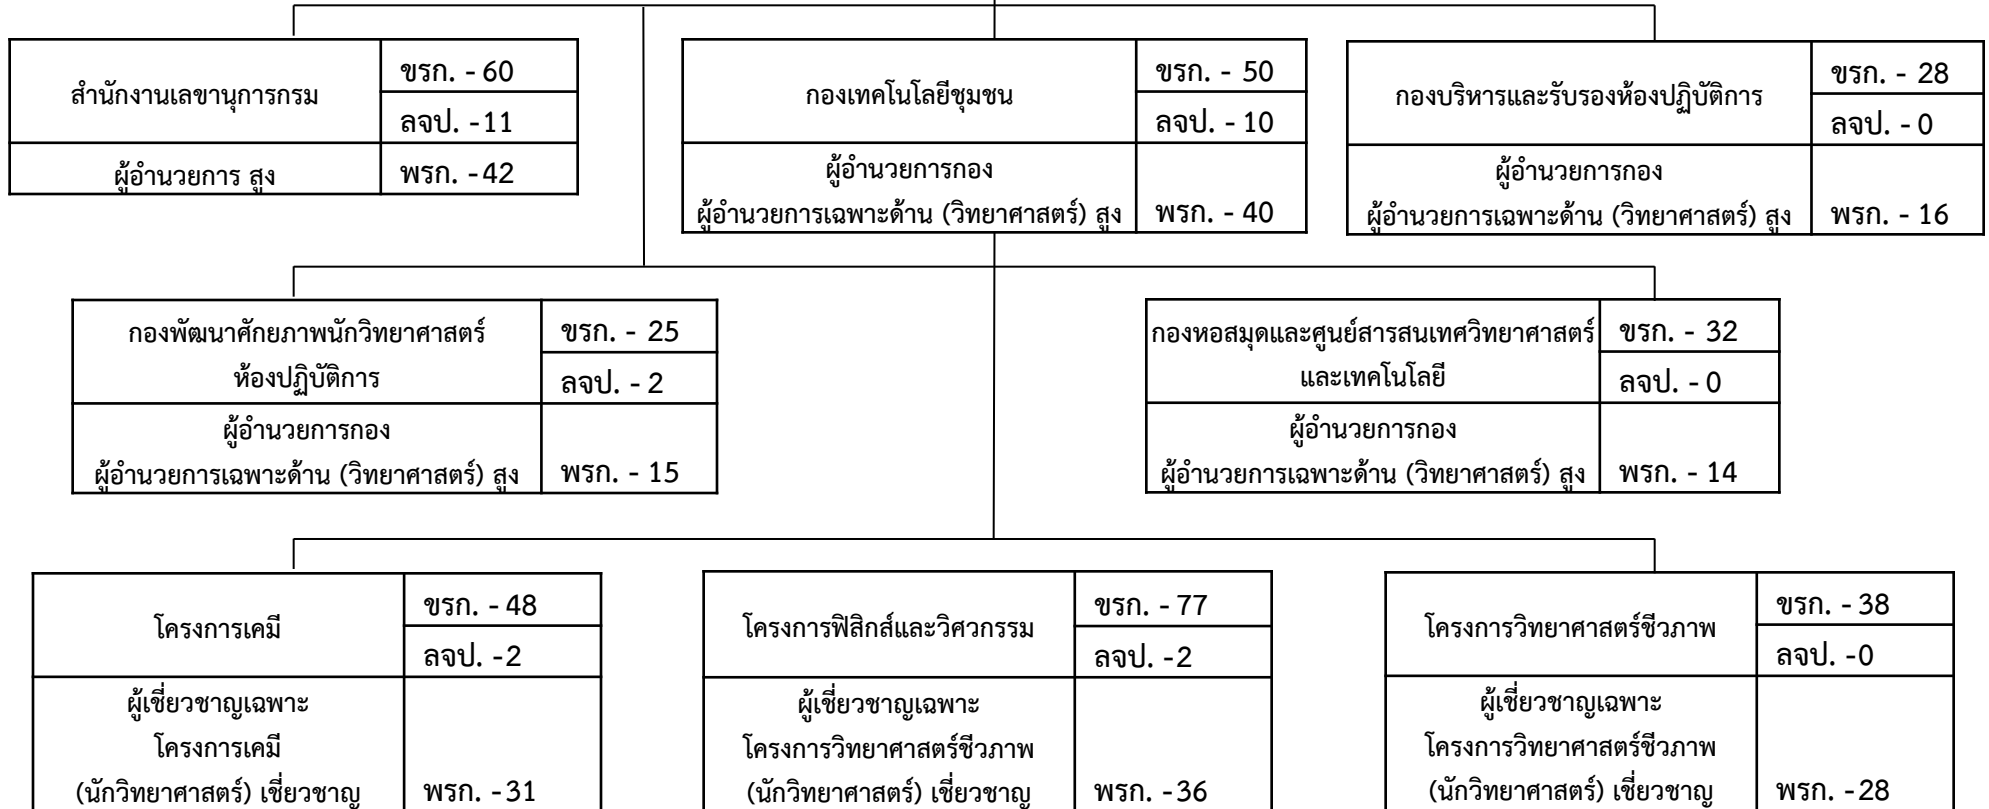 สำนักงานเลขานุการกรม
ขรก. - 60
ลจป. -11
ผู้อำนวยการ สูง
พรก. -42
กองเทคโนโลยีชุมชน
ขรก. - 50
ลจป. - 10
ผู้อำนวยการกอง
ผู้อำนวยการเฉพาะด้าน (วิทยาศาสตร์) สูง
พรก. - 40
กองบริหารและรับรองห้องปฏิบัติการ
ขรก. - 28
ลจป. - 0
ผู้อำนวยการกอง
ผู้อำนวยการเฉพาะด้าน (วิทยาศาสตร์) สูง
พรก. - 16
กองพัฒนาศักยภาพนักวิทยาศาสตร์
ห้องปฏิบัติการ
ขรก. - 25
ลจป. - 2
ผู้อำนวยการกอง
ผู้อำนวยการเฉพาะด้าน (วิทยาศาสตร์) สูง
พรก. - 15
กองหอสมุดและศูนย์สารสนเทศวิทยาศาสตร์
และเทคโนโลยี
ขรก. - 32
ลจป. - 0
ผู้อำนวยการกอง
ผู้อำนวยการเฉพาะด้าน (วิทยาศาสตร์) สูง
พรก. - 14
โครงการเคมี
ขรก. - 48
ลจป. -2
ผู้เชี่ยวชาญเฉพาะ
โครงการเคมี
(นักวิทยาศาสตร์) เชี่ยวชาญ
พรก. -31
โครงการฟิสิกส์และวิศวกรรม
ขรก. - 77
ลจป. -2
ผู้เชี่ยวชาญเฉพาะ
โครงการวิทยาศาสตร์ชีวภาพ
(นักวิทยาศาสตร์) เชี่ยวชาญ
พรก. -36
โครงการวิทยาศาสตร์ชีวภาพ
ขรก. - 38
ลจป. -0
ผู้เชี่ยวชาญเฉพาะ
โครงการวิทยาศาสตร์ชีวภาพ
(นักวิทยาศาสตร์) เชี่ยวชาญ
พรก. -28